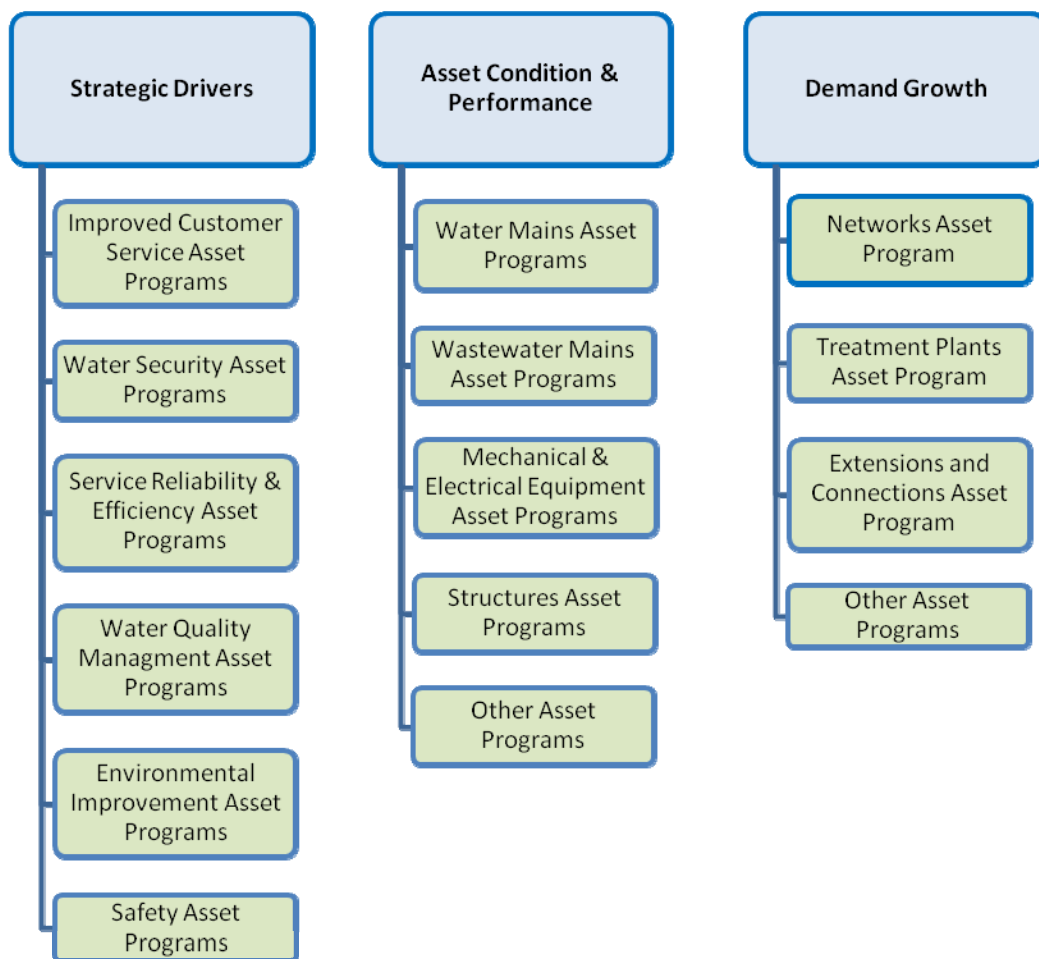 Strategic Drivers
Improved Customer
Service Asset
Programs
Water Security Asset
Programs
Service Reliability &
Efficiency Asset
Programs
Water Quality
Managment Asset
Programs
Environmental
Improvement Asset
Programs
Safety Asset
Programs
Asset Condition &
Performance
Water Mains Asset
Programs
Wastewater Mains
Asset Programs
Mechanical &
Electrical Equipment
Asset Programs
Structures Asset
Programs
Other Asset
Programs
Demand Growth
Networks Asset
Program
Treatment Plants
Asset Program
Extensions and
Connections Asset
Program
Other Asset
Programs